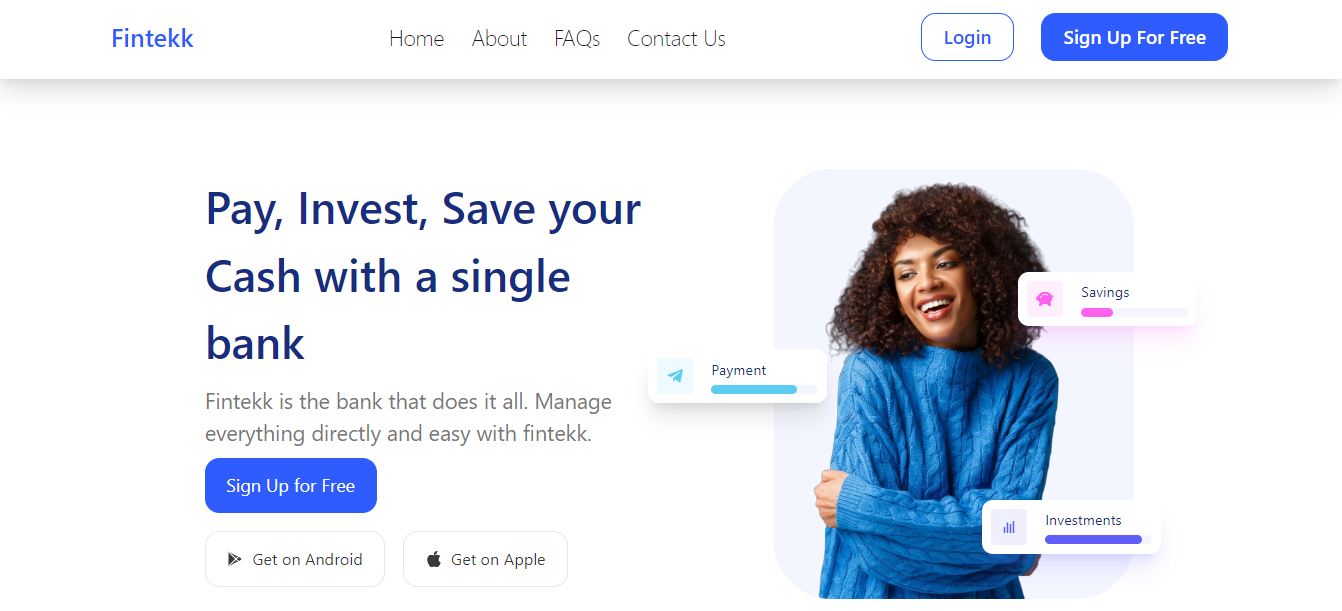 Fintekk
Home About FAQs Contact Us
Login
Sign Up For Free
Pay, Invest, Save your
Cash with a single
bank
Fintekk is the bank that does it all. Manage
everything directly and easy with fintekk.
Sign Up for Free
Get on Android
Get on Apple
Savings
Payment
Investments